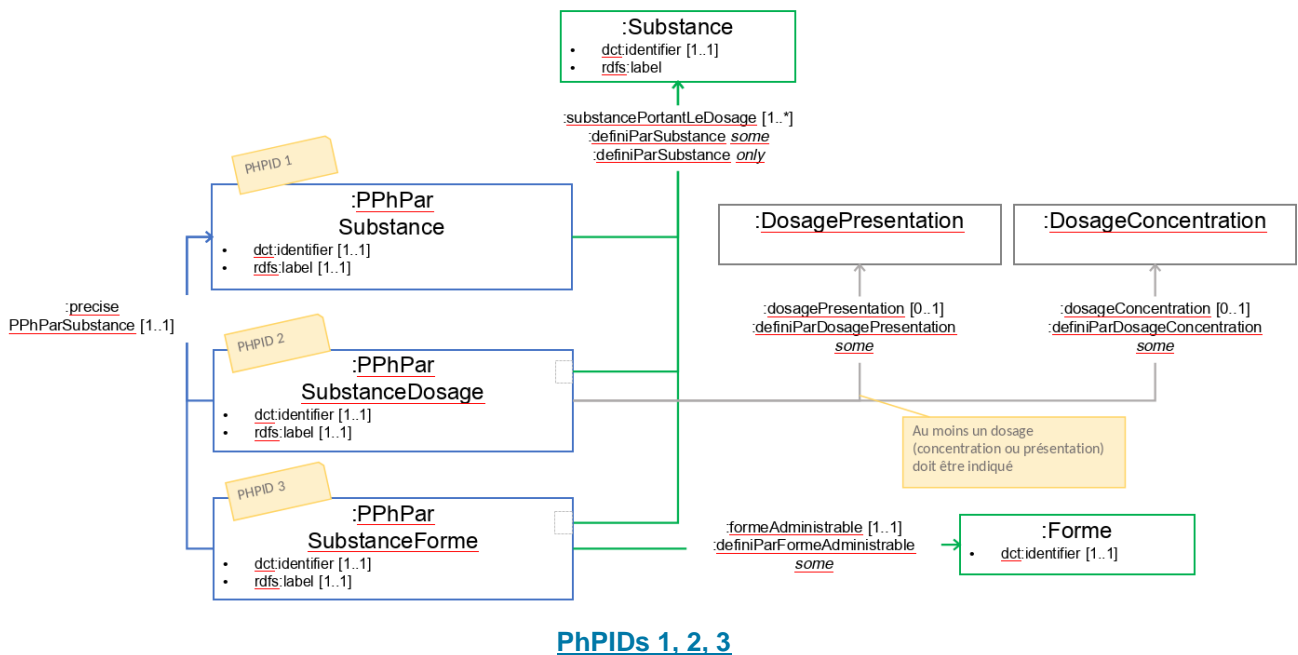 :Substance
• dct:identifier [1..1]
• rdfs:label
:substancePortantLeDosage [1..*]
:definiParSubstance some
:definiParSubstance only
PHPID 1
:PPhPar
Substance
• dct:identifier [1..1]
• rdfs:label [1..1]
:DosagePresentation
:DosageConcentration
:precise
PPhParSubstance [1..1]
:dosagePresentation [0..1]
:definiParDosagePresentation
some
:dosageConcentration [0..1]
:definiParDosageConcentration
some
PHPID 2
:PPhPar
SubstanceDosage
• dct:identifier [1..1]
• rdfs:label [1..1]
Au moins un dosage
(concentration ou présentation)
doit être indiqué
PHPID 3
:PPhPar
SubstanceForme
• dct:identifier [1..1]
• rdfs:label [1..1]
:formeAdministrable [1..1]
:definiParFormeAdministrable
some
:Forme
• dct:identifier [1..1]
PhPIDs 1, 2, 3